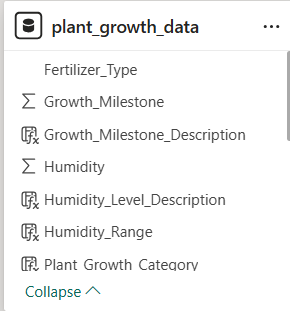 plant_growth_data
Fertilizer_Type
Growth_Milestone
Growth_Milestone_Description
Humidity
Humidity_Level_Description
Humidity_Range
Plant_Growth_Category
Collapse